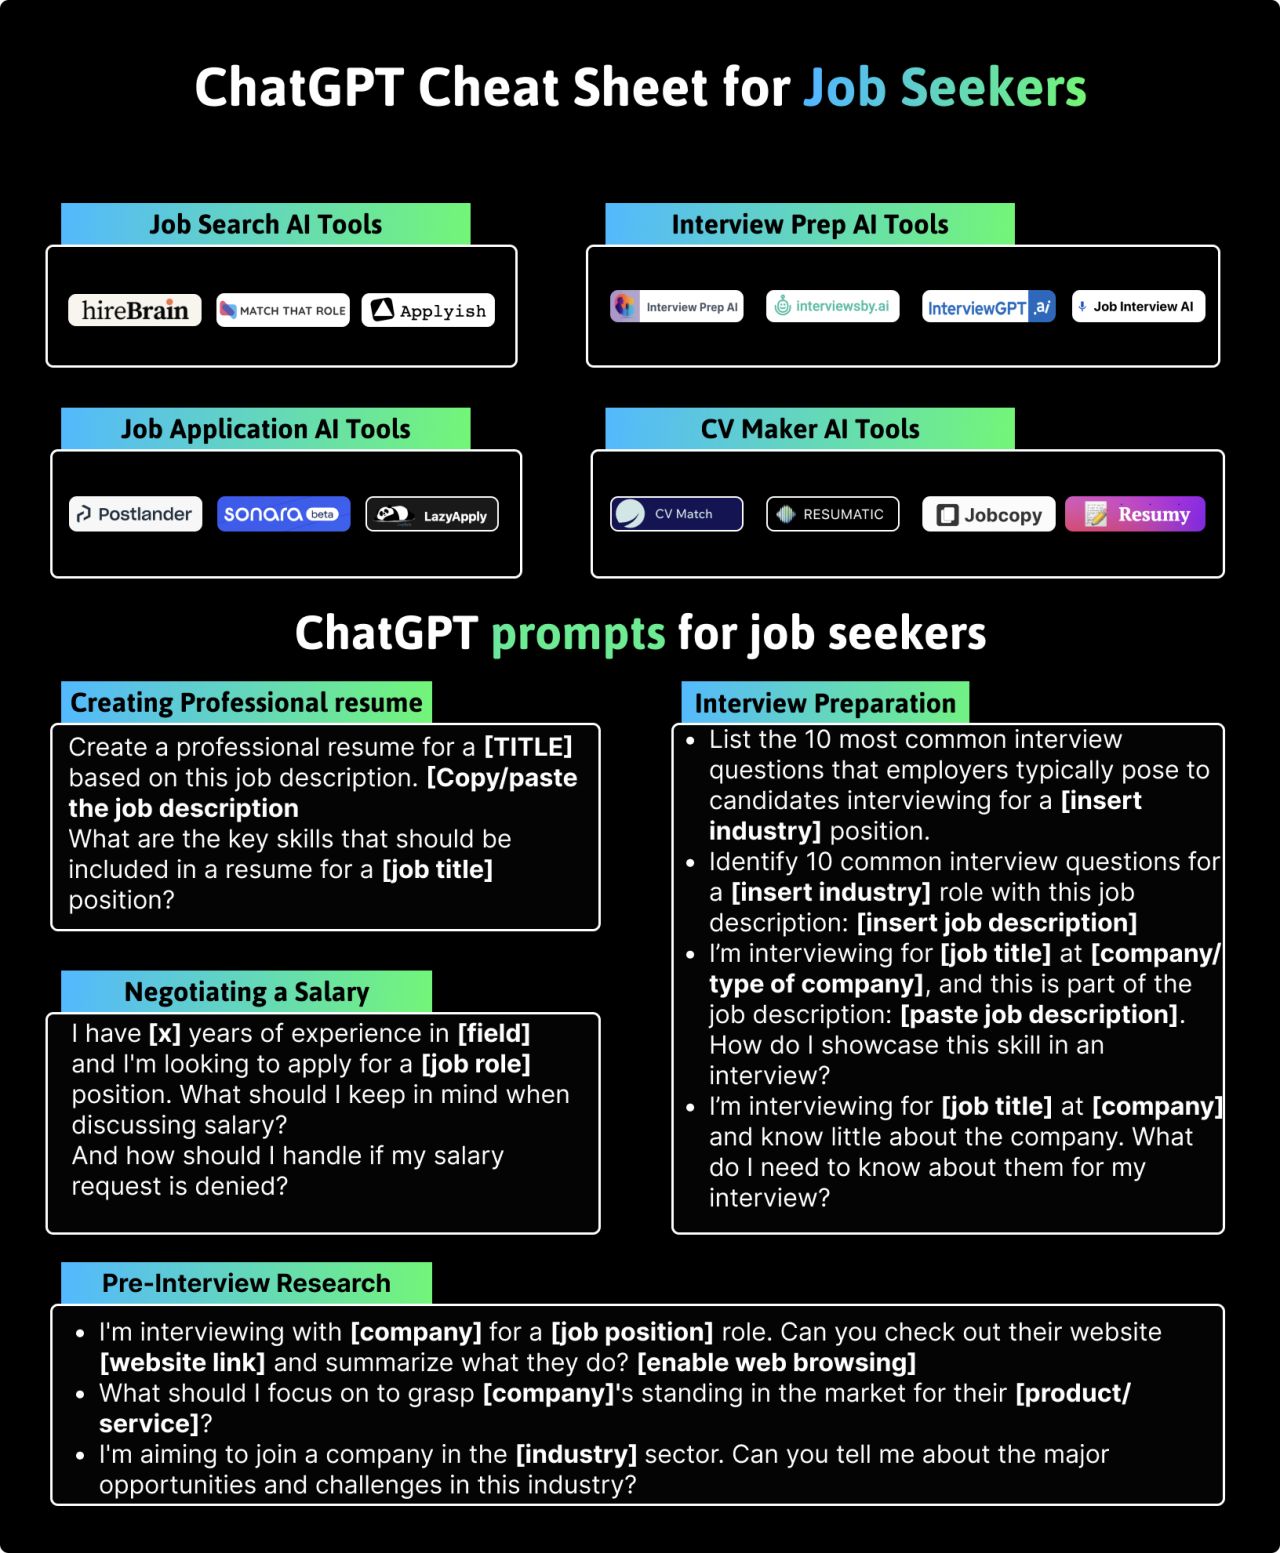 ChatGPT Cheat Sheet for Job Seekers
Job Search AI Tools
hireBrain
MATCH THAT ROLE
Applyish
Interview Prep AI Tools
Interview Prep AI
interviewsby.ai
InterviewGPT .ai
Job Interview AI
Job Application AI Tools
Postlander
sonara beta
LazyApply
CV Maker AI Tools
CV Match
RESUMATIC
Jobcopy
Resumy
ChatGPT prompts for job seekers
Creating Professional resume
Create a professional resume for a [TITLE]
based on this job description. [Copy/paste
the job description
What are the key skills that should be
included in a resume for a [job title]
position?
Negotiating a Salary
I have [x] years of experience in [field]
and I'm looking to apply for a [job role]
position. What should I keep in mind when
discussing salary?
And how should I handle if my salary
request is denied?
Interview Preparation
• List the 10 most common interview
questions that employers typically pose to
candidates interviewing for a [insert
industry] position.
• Identify 10 common interview questions for
a [insert industry] role with this job
description: [insert job description]
• I’m interviewing for [job title] at [company/
type of company], and this is part of the
job description: [paste job description].
How do I showcase this skill in an
interview?
• I’m interviewing for [job title] at [company]
and know little about the company. What
do I need to know about them for my
interview?
Pre-Interview Research
• I'm interviewing with [company] for a [job position] role. Can you check out their website
[website link] and summarize what they do? [enable web browsing]
• What should I focus on to grasp [company]'s standing in the market for their [product/
service]?
• I'm aiming to join a company in the [industry] sector. Can you tell me about the major
opportunities and challenges in this industry?